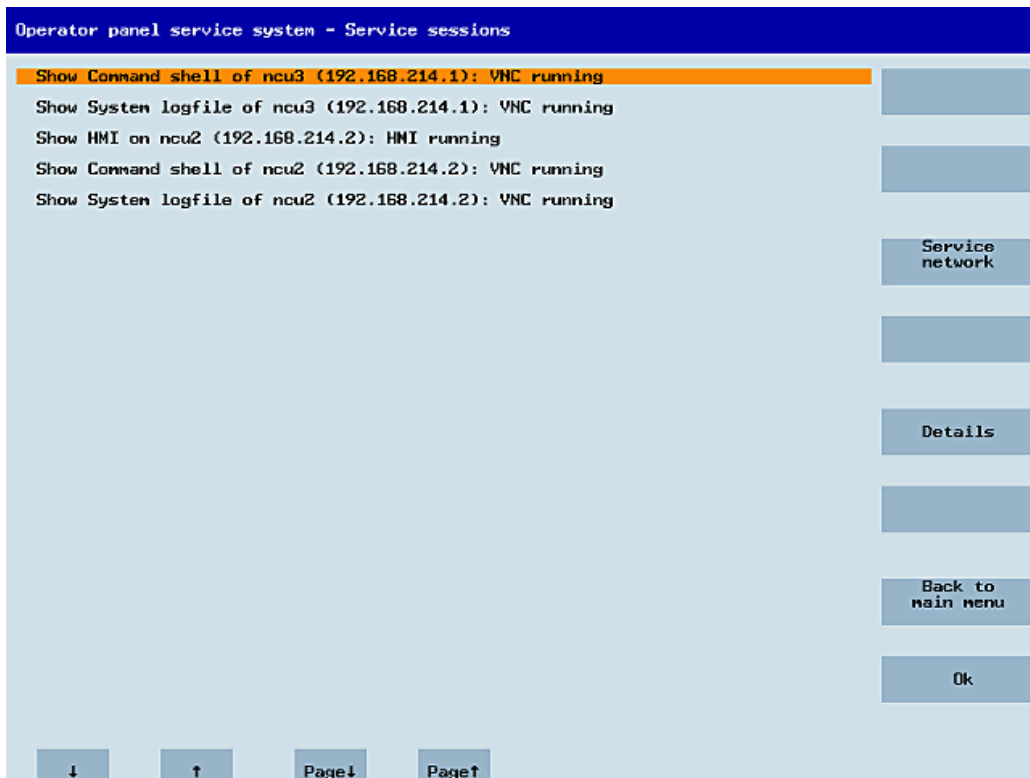 Operator panel service system - Service sessions
Show Command shell of ncu3 (192.168.214.1): VNC running
Show System logfile of ncu3 (192.168.214.1): VNC running
Show HMI on ncu2 (192.168.214.2): HMI running
Show Command shell of ncu2 (192.168.214.2): VNC running
Show System logfile of ncu2 (192.168.214.2): VNC running
Service
network
Details
Back to
main menu
Ok
↓ ↑ Page↓ Page↑